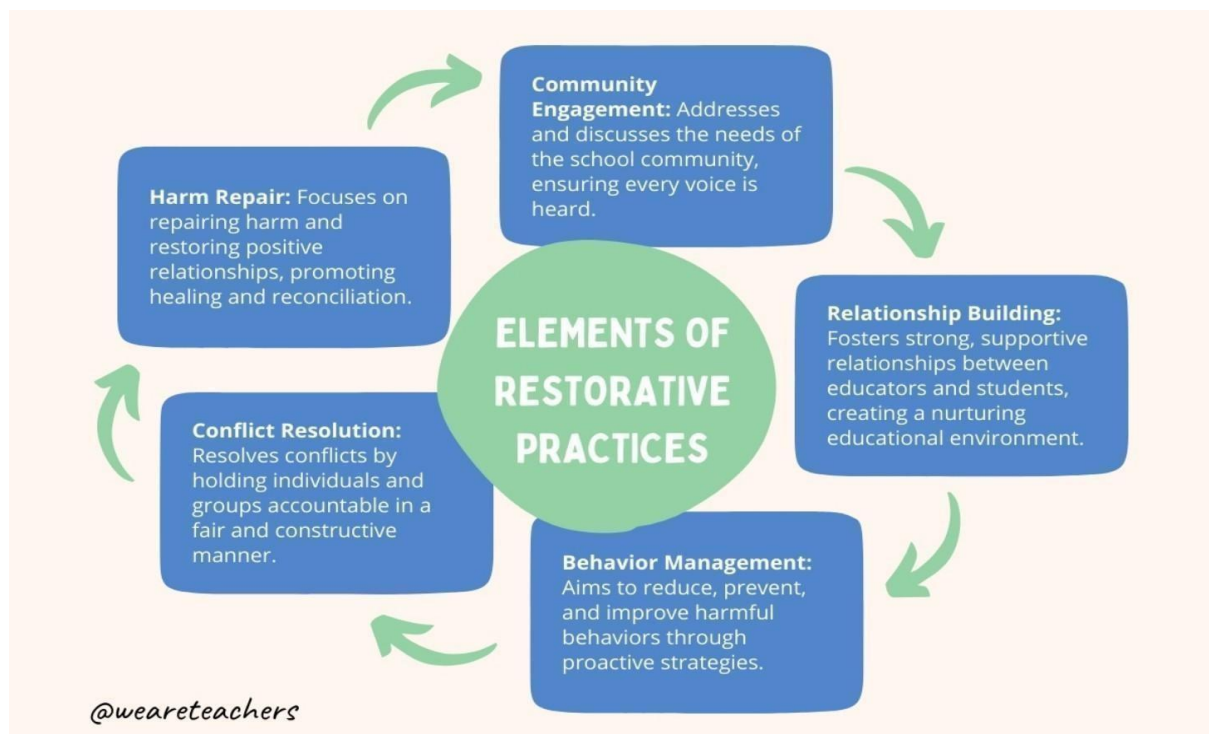 Community
Engagement: Addresses
and discusses the needs of
the school community,
ensuring every voice is
heard.
Harm Repair: Focuses on
repairing harm and
restoring positive
relationships, promoting
healing and reconciliation.
ELEMENTS OF
RESTORATIVE
PRACTICES
Relationship Building:
Fosters strong, supportive
relationships between
educators and students,
creating a nurturing
educational environment.
Conflict Resolution:
Resolves conflicts by
holding individuals and
groups accountable in a
fair and constructive
manner.
Behavior Management:
Aims to reduce, prevent,
and improve harmful
behaviors through
proactive strategies.
@weareteachers